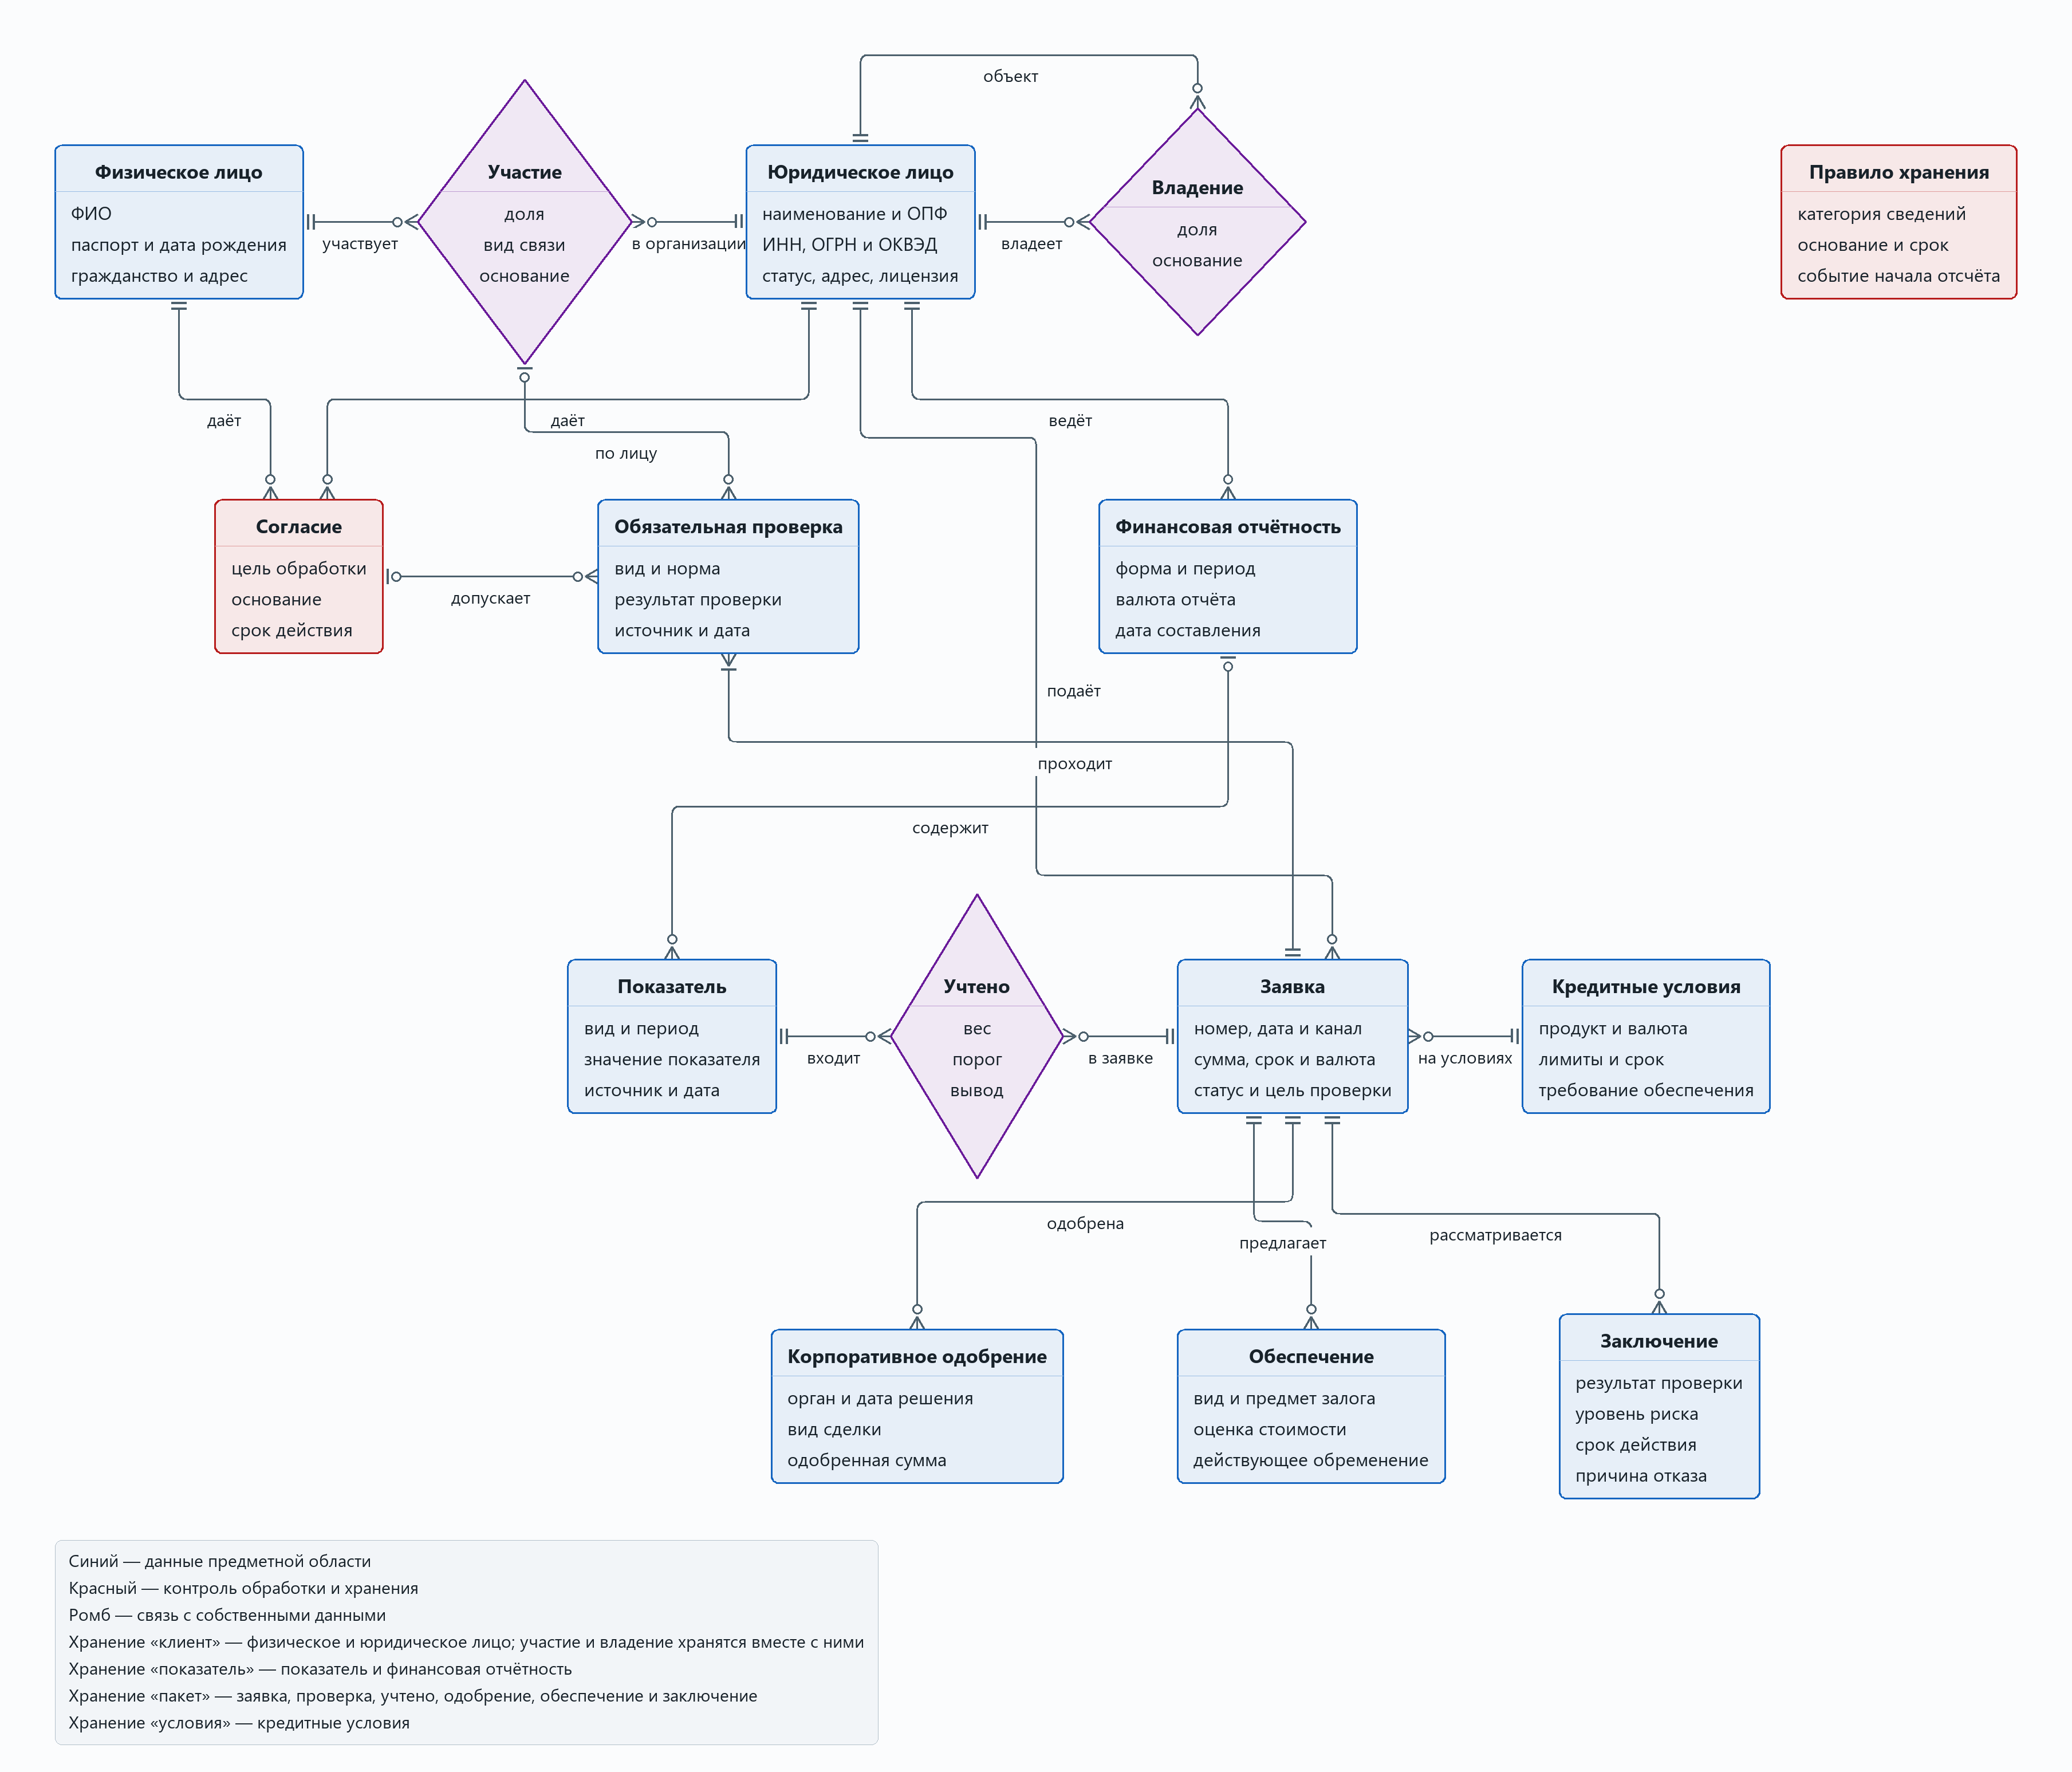 объект
Физическое лицо
ФИО
паспорт и дата рождения
гражданство и адрес
участвует
Участие
доля
вид связи
основание
в организации
Юридическое лицо
наименование и ОПФ
ИНН, ОГРН и ОКВЭД
статус, адрес, лицензия
владеет
Владение
доля
основание
Правило хранения
категория сведений
основание и срок
событие начала отсчёта
даёт
даёт
по лицу
ведёт
Согласие
цель обработки
основание
срок действия
допускает
Обязательная проверка
вид и норма
результат проверки
источник и дата
Финансовая отчётность
форма и период
валюта отчёта
дата составления
подаёт
проходит
содержит
Показатель
вид и период
значение показателя
источник и дата
входит
Учтено
вес
порог
вывод
в заявке
Заявка
номер, дата и канал
сумма, срок и валюта
статус и цель проверки
на условиях
Кредитные условия
продукт и валюта
лимиты и срок
требование обеспечения
одобрена
предлагает
рассматривается
Корпоративное одобрение
орган и дата решения
вид сделки
одобренная сумма
Обеспечение
вид и предмет залога
оценка стоимости
действующее обременение
Заключение
результат проверки
уровень риска
срок действия
причина отказа
Синий — данные предметной области
Красный — контроль обработки и хранения
Ромб — связь с собственными данными
Хранение «клиент» — физическое и юридическое лицо; участие и владение хранятся вместе с ними
Хранение «показатель» — показатель и финансовая отчётность
Хранение «пакет» — заявка, проверка, учтено, одобрение, обеспечение и заключение
Хранение «условия» — кредитные условия